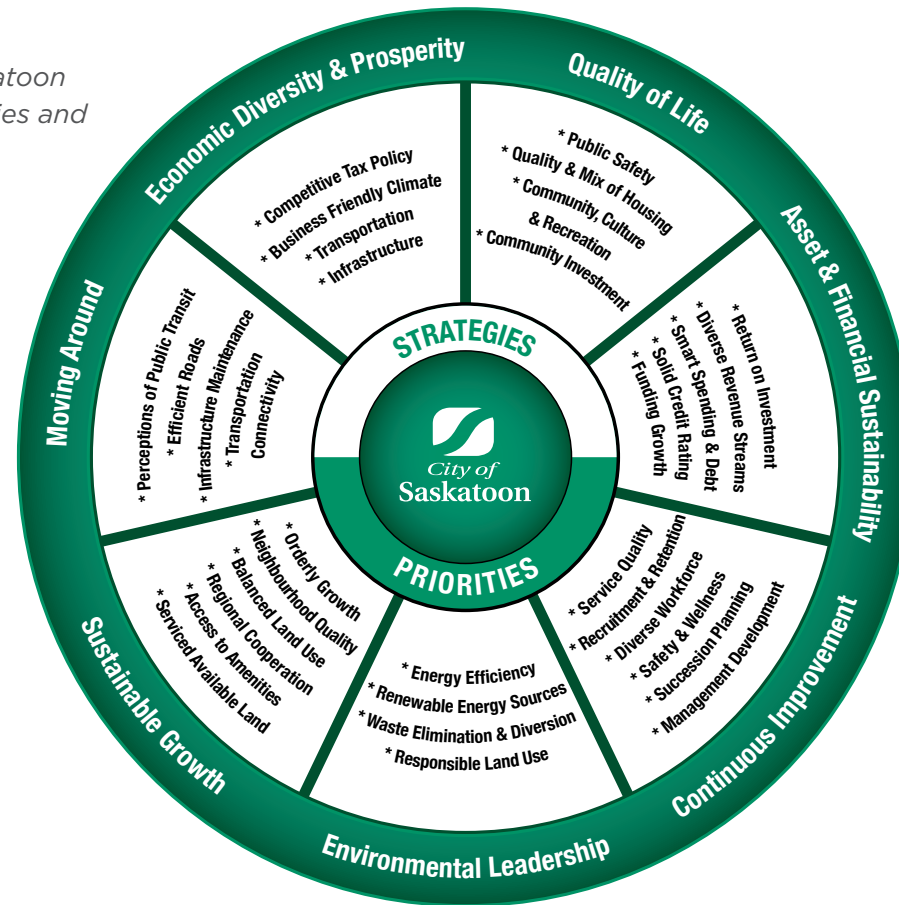 atoon
ies and
Economic Diversity & Prosperity
* Competitive Tax Policy
* Business Friendly Climate
* Transportation
* Infrastructure
Quality of Life
* Public Safety
* Quality & Mix of Housing
* Community, Culture
& Recreation
* Community Investment
Asset & Financial Sustainability
* Return on Investment
* Diverse Revenue Streams
* Smart Spending & Debt
* Solid Credit Rating
* Funding Growth
Continuous Improvement
* Service Quality
* Recruitment & Retention
* Diverse Workforce
* Safety & Wellness
* Succession Planning
* Management Development
Environmental Leadership
* Energy Efficiency
* Renewable Energy Sources
* Waste Elimination & Diversion
* Responsible Land Use
Sustainable Growth
* Orderly Growth
* Neighbourhood Quality
* Balanced Land Use
* Regional Cooperation
* Access to Amenities
* Serviced Available Land
Moving Around
* Perceptions of Public Transit
* Efficient Roads
* Infrastructure Maintenance
* Transportation
Connectivity
STRATEGIES
City of
Saskatoon
PRIORITIES